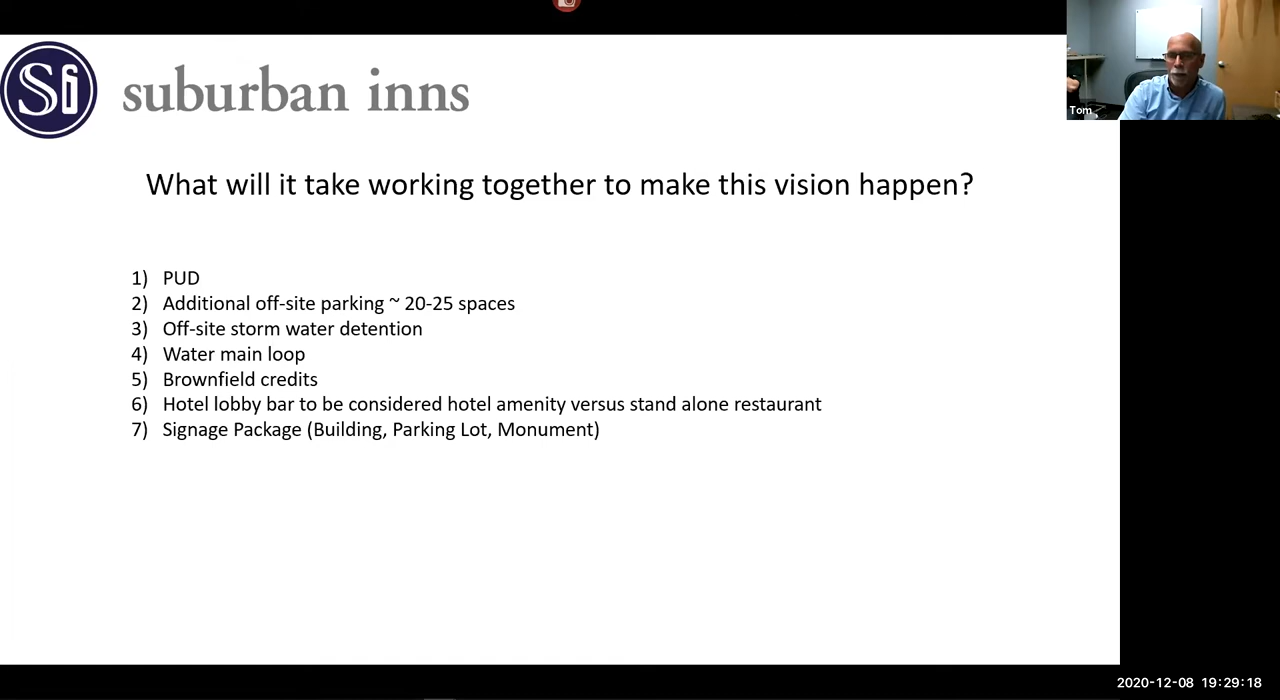 Si
suburban inns
Tom
What will it take working together to make this vision happen?
1) PUD
2) Additional off-site parking ~ 20-25 spaces
3) Off-site storm water detention
4) Water main loop
5) Brownfield credits
6) Hotel lobby bar to be considered hotel amenity versus stand alone restaurant
7) Signage Package (Building, Parking Lot, Monument)
2020-12-08 19:29:18